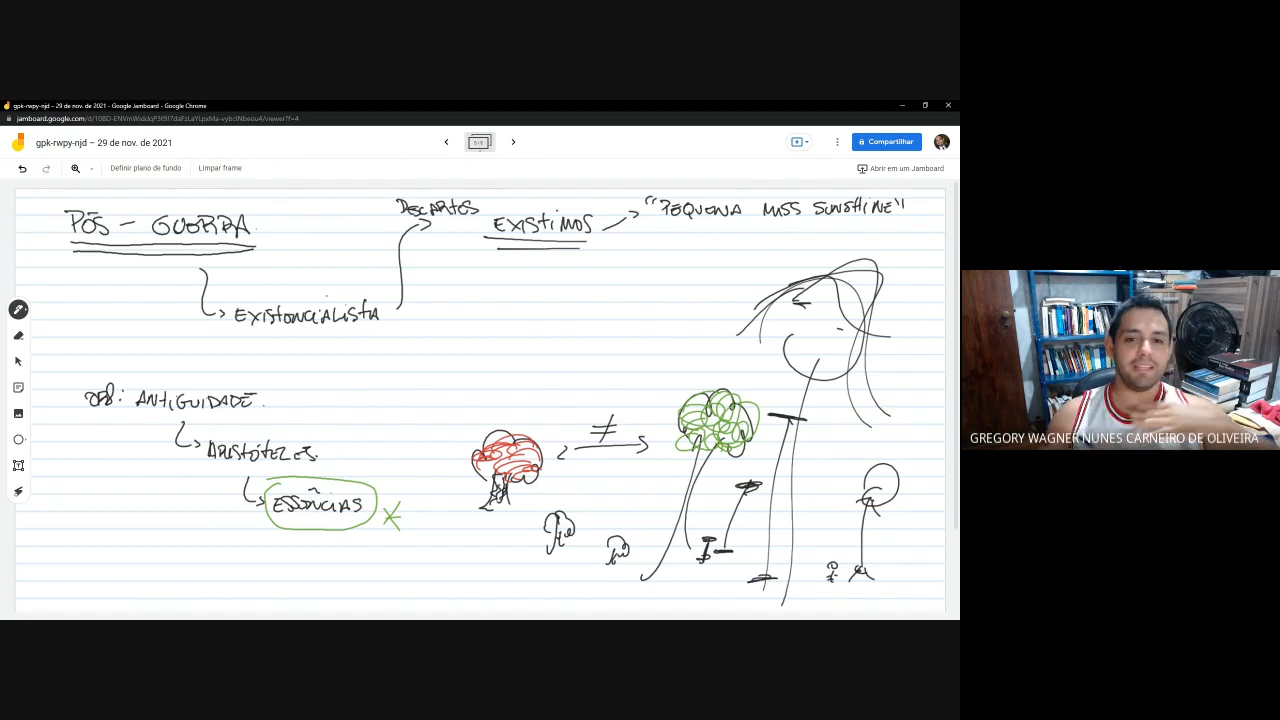 gpk-rwpy-njd – 29 de nov. de 2021 - Google Jamboard - Google Chrome
gpk-rwpy-njd – 29 de nov. de 2021
Compartilhar
Definir plano de fundo
Limpar frame
Abrir em um Jamboard
PÓS - GUERRA
DESCARTES
EXISTIMOS
"PEQUENA MISS SUNSHINE"
EXISTENCIALISTA
OBS: ANTIGUIDADE.
ARISTÓTELES.
ESSÊNCIAS
≠
GREGORY WAGNER NUNES CARNEIRO DE OLIVEIRA